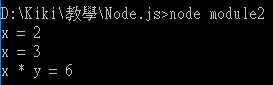 D:\Kiki\教學\Node.js>node module2
x = 2
x = 3
x * y = 6